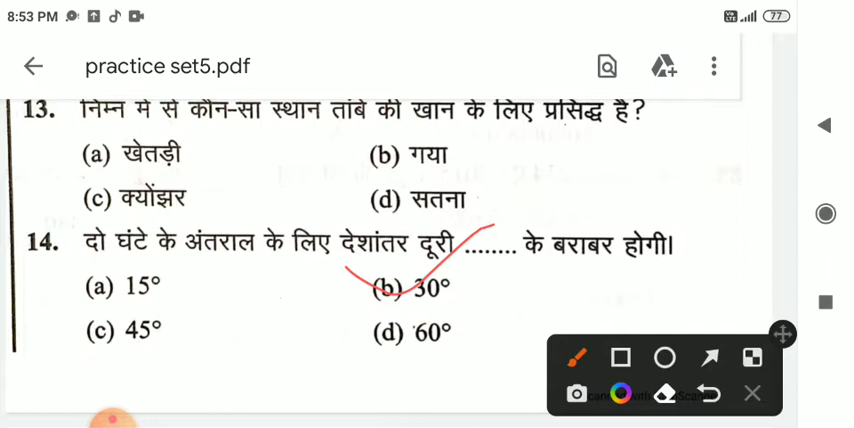 8:53 PM 77
practice set5.pdf
13. निम्न में से कौन-सा स्थान तांबे की खान के लिए प्रसिद्ध है?
(a) खेतड़ी (b) गया
(c) क्योंझर (d) सतना
14. दो घंटे के अंतराल के लिए देशांतर दूरी ........ के बराबर होगी।
(a) 15° (b) 30°
(c) 45° (d) 60°